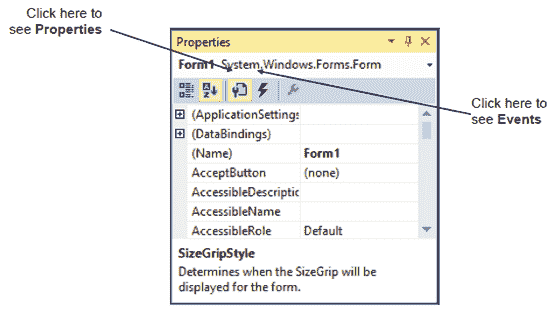 Click here to
see Properties
Properties
Form1 System.Windows.Forms.Form
Click here to
see Events
(ApplicationSettings
(DataBindings)
(Name) Form1
AcceptButton (none)
AccessibleDescriptic
AccessibleName
AccessibleRole Default
SizeGripStyle
Determines when the SizeGrip will be
displayed for the form.